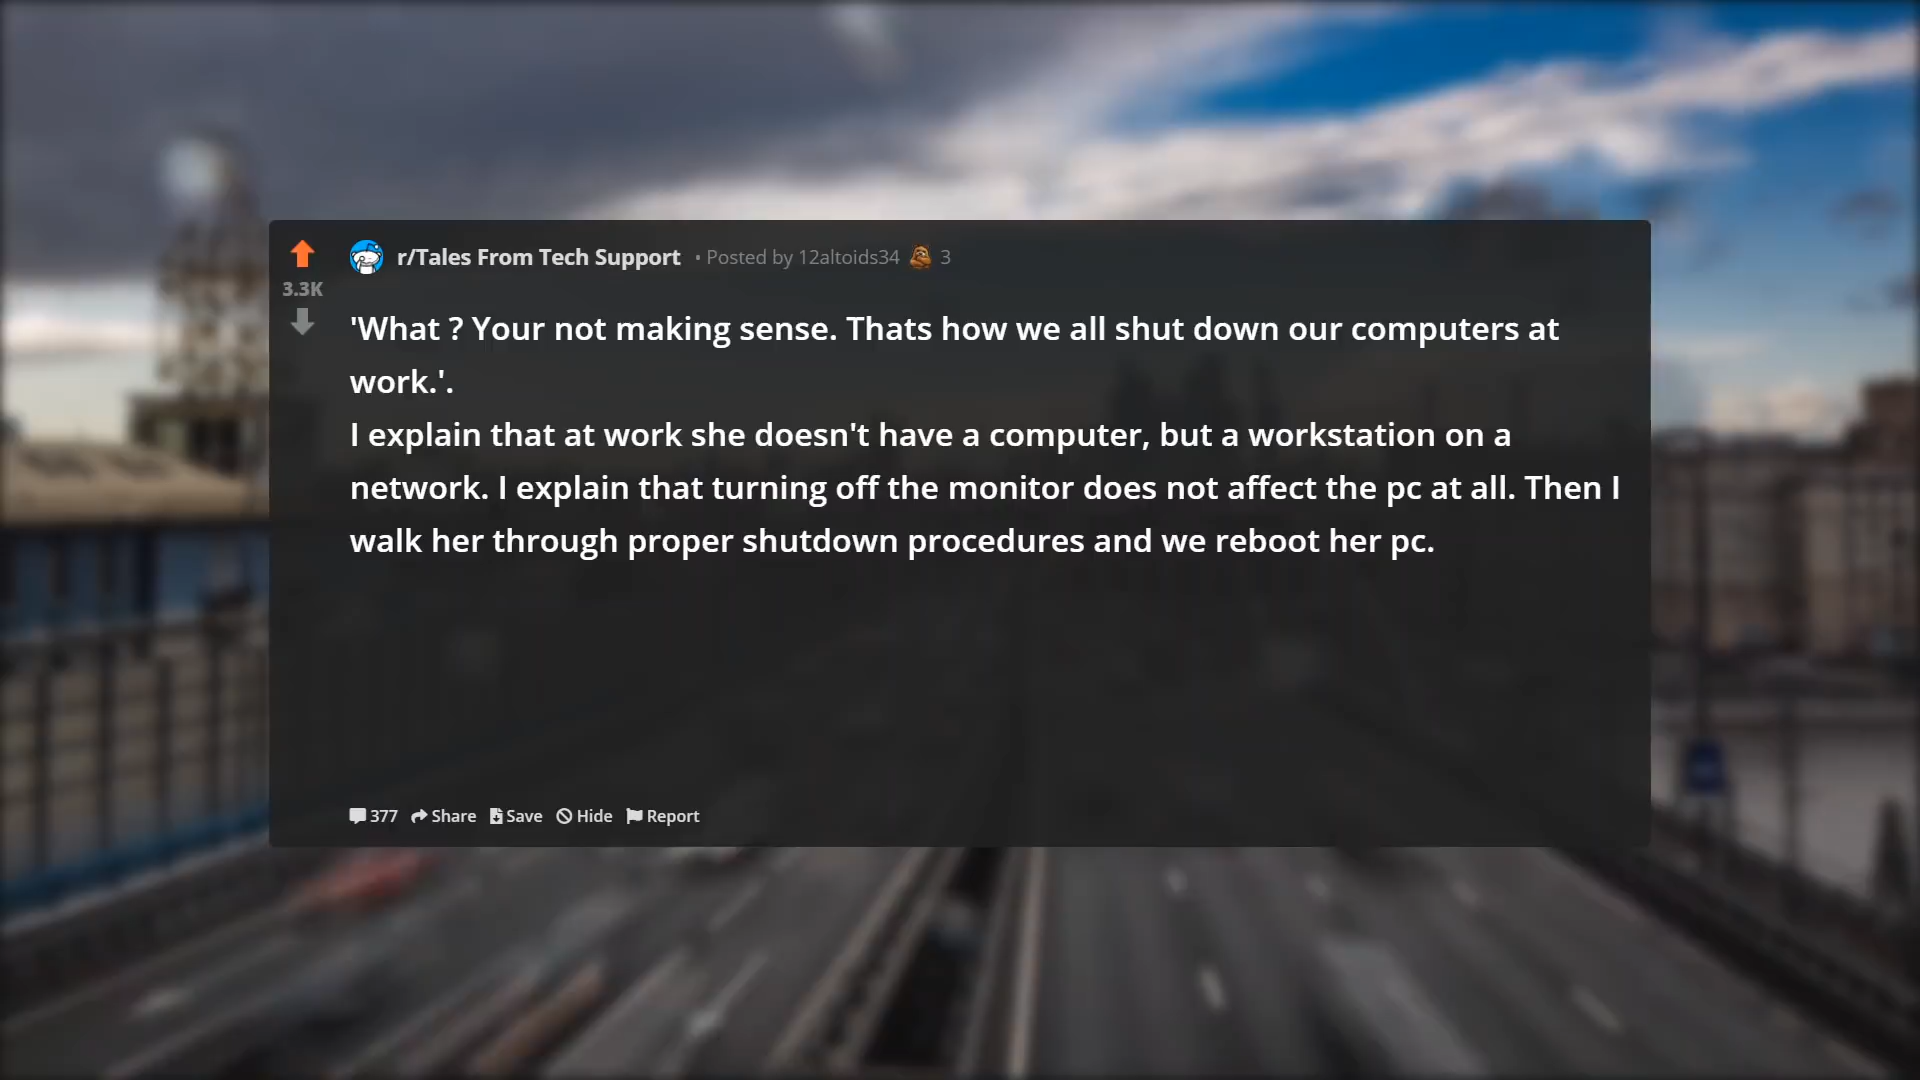 r/Tales From Tech Support • Posted by 12altoids34 3
3.3K
'What ? Your not making sense. Thats how we all shut down our computers at
work.'.
I explain that at work she doesn't have a computer, but a workstation on a
network. I explain that turning off the monitor does not affect the pc at all. Then I
walk her through proper shutdown procedures and we reboot her pc.
377 Share Save Hide Report